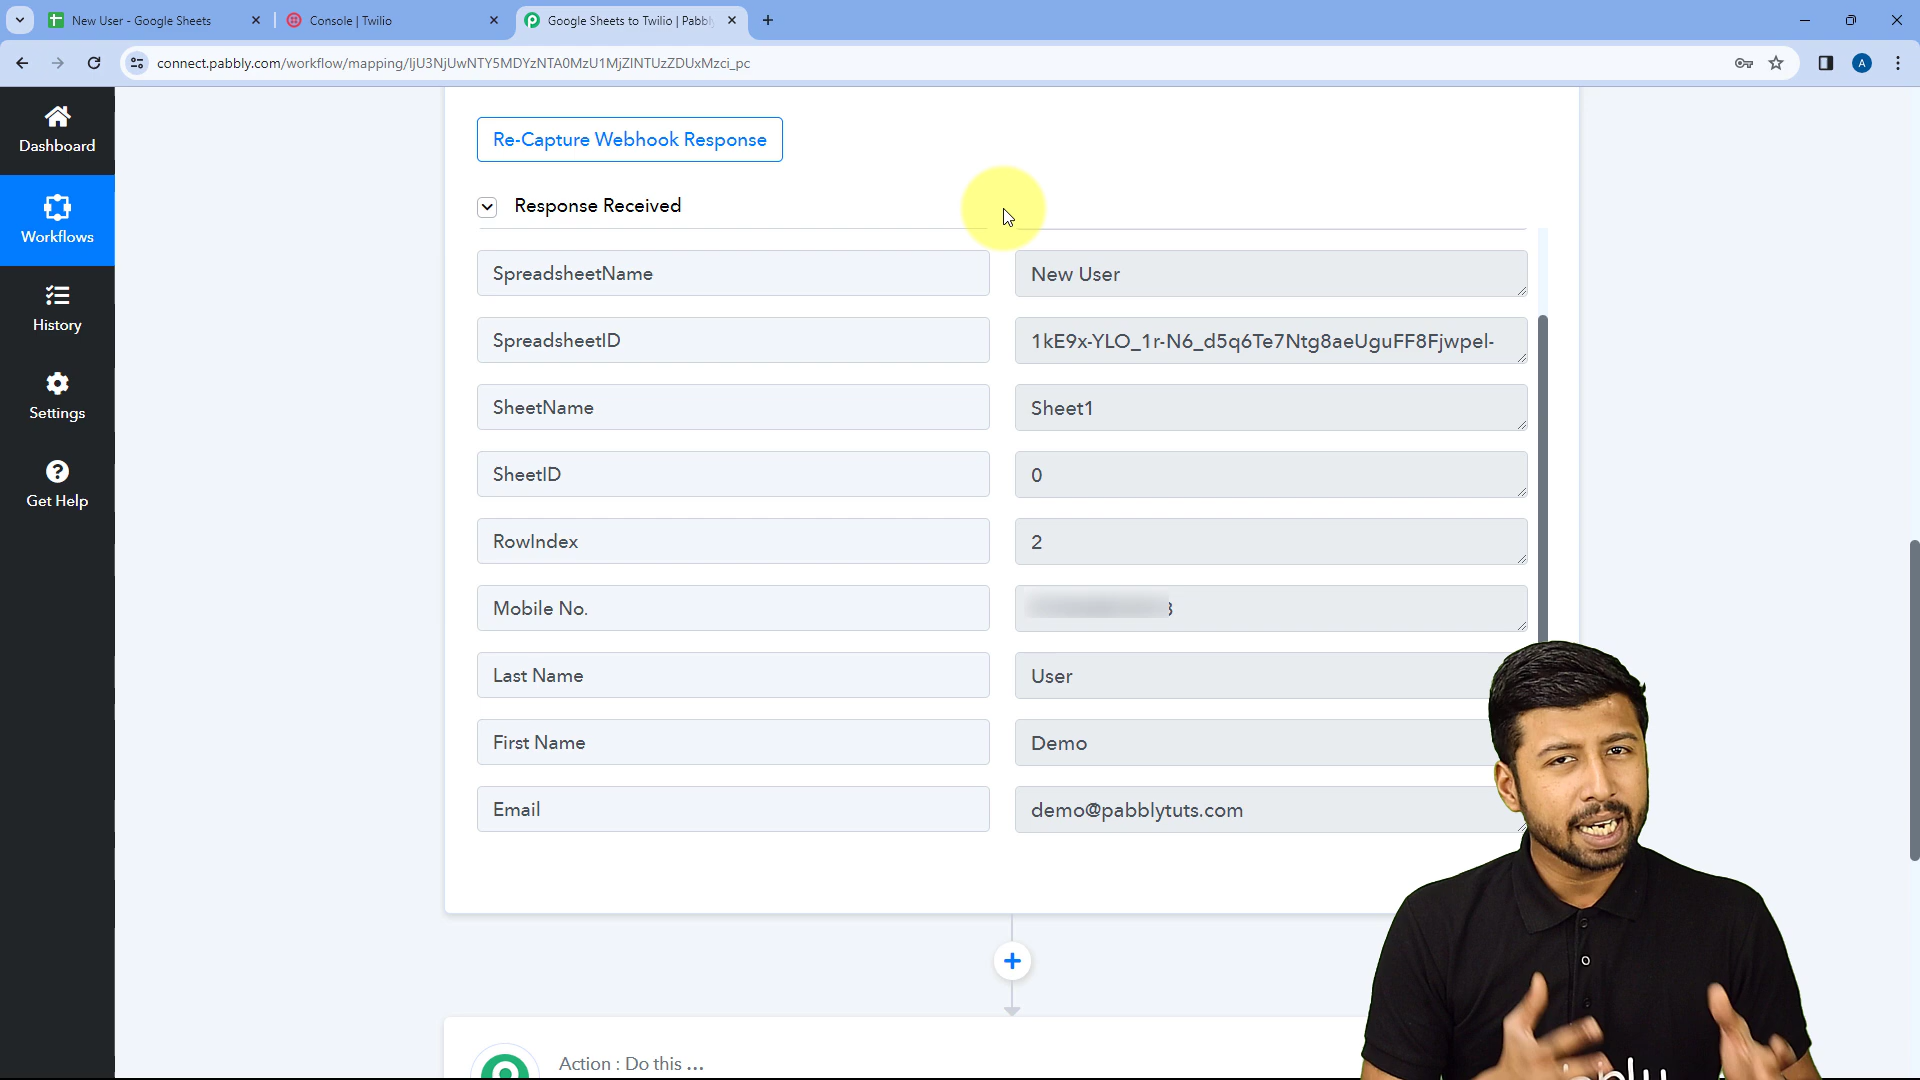 New User - Google Sheets
Console | Twilio
Google Sheets to Twilio | Pabbly
connect.pabbly.com/workflow/mapping/IjU3NjUwNTY5MDYzNTA0MzU1MjZlNTUzZDUxMzci_pc
A
Dashboard
Workflows
History
Settings
Get Help
Re-Capture Webhook Response
Response Received
SpreadsheetName
New User
SpreadsheetID
1kE9x-YLO_1r-N6_d5q6Te7Ntg8aeUguFF8Fjwpel-
SheetName
Sheet1
SheetID
0
RowIndex
2
Mobile No.
Last Name
User
First Name
Demo
Email
demo@pabblytuts.com
Action : Do this ...